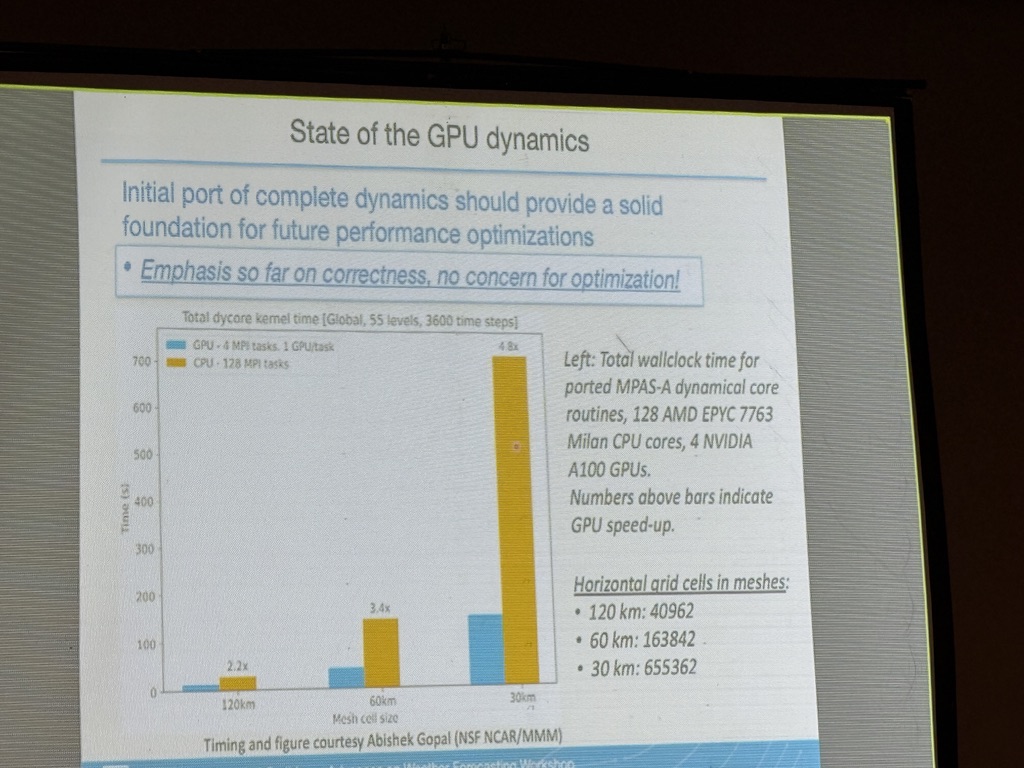 State of the GPU dynamics
Initial port of complete dynamics should provide a solid
foundation for future performance optimizations
• Emphasis so far on correctness, no concern for optimization!
Total dycore kernel time [Global, 55 levels, 3600 time steps]
GPU - 4 MPI tasks, 1 GPU/task
CPU - 128 MPI tasks
Time (s)
700
600
500
400
300
200
100
0
2.2x
3.4x
4.8x
120km
60km
30km
Mesh cell size
Left: Total wallclock time for
ported MPAS-A dynamical core
routines, 128 AMD EPYC 7763
Milan CPU cores, 4 NVIDIA
A100 GPUs.
Numbers above bars indicate
GPU speed-up.
Horizontal grid cells in meshes:
• 120 km: 40962
• 60 km: 163842
• 30 km: 655362
Timing and figure courtesy Abishek Gopal (NSF NCAR/MMM)
Weather Forecasting Workshop